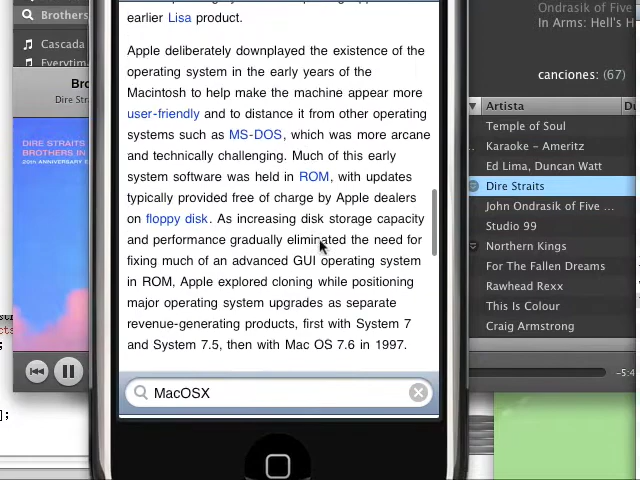 Brothers
Cascada
Everytim
Bro
Dire Stra
DIRE STRAITS
BROTHERS IN
20TH ANNIVERSARY
];
earlier Lisa product.
Apple deliberately downplayed the existence of the
operating system in the early years of the
Macintosh to help make the machine appear more
user-friendly and to distance it from other operating
systems such as MS-DOS, which was more arcane
and technically challenging. Much of this early
system software was held in ROM, with updates
typically provided free of charge by Apple dealers
on floppy disk. As increasing disk storage capacity
and performance gradually eliminated the need for
fixing much of an advanced GUI operating system
in ROM, Apple explored cloning while positioning
major operating system upgrades as separate
revenue-generating products, first with System 7
and System 7.5, then with Mac OS 7.6 in 1997.
MacOSX
Ondrasik of Five
In Arms: Hell's H
canciones: (67)
Artista
Temple of Soul
Karaoke - Ameritz
Ed Lima, Duncan Watt
Dire Straits
John Ondrasik of Five ...
Studio 99
Northern Kings
For The Fallen Dreams
Rawhead Rexx
This Is Colour
Craig Armstrong
-5:4